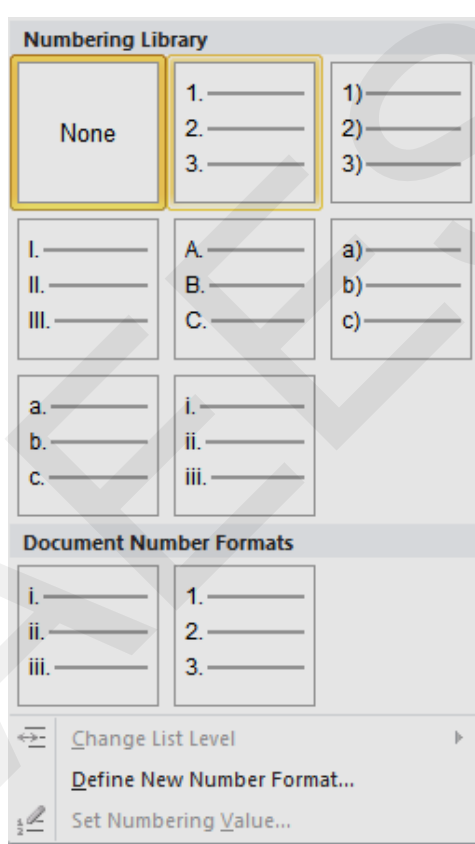 Numbering Library
None
1.
2.
3.
1)
2)
3)
I.
II.
III.
A.
B.
C.
a)
b)
c)
a.
b.
c.
i.
ii.
iii.
Document Number Formats
i.
ii.
iii.
1.
2.
3.
Change List Level
Define New Number Format...
Set Numbering Value...